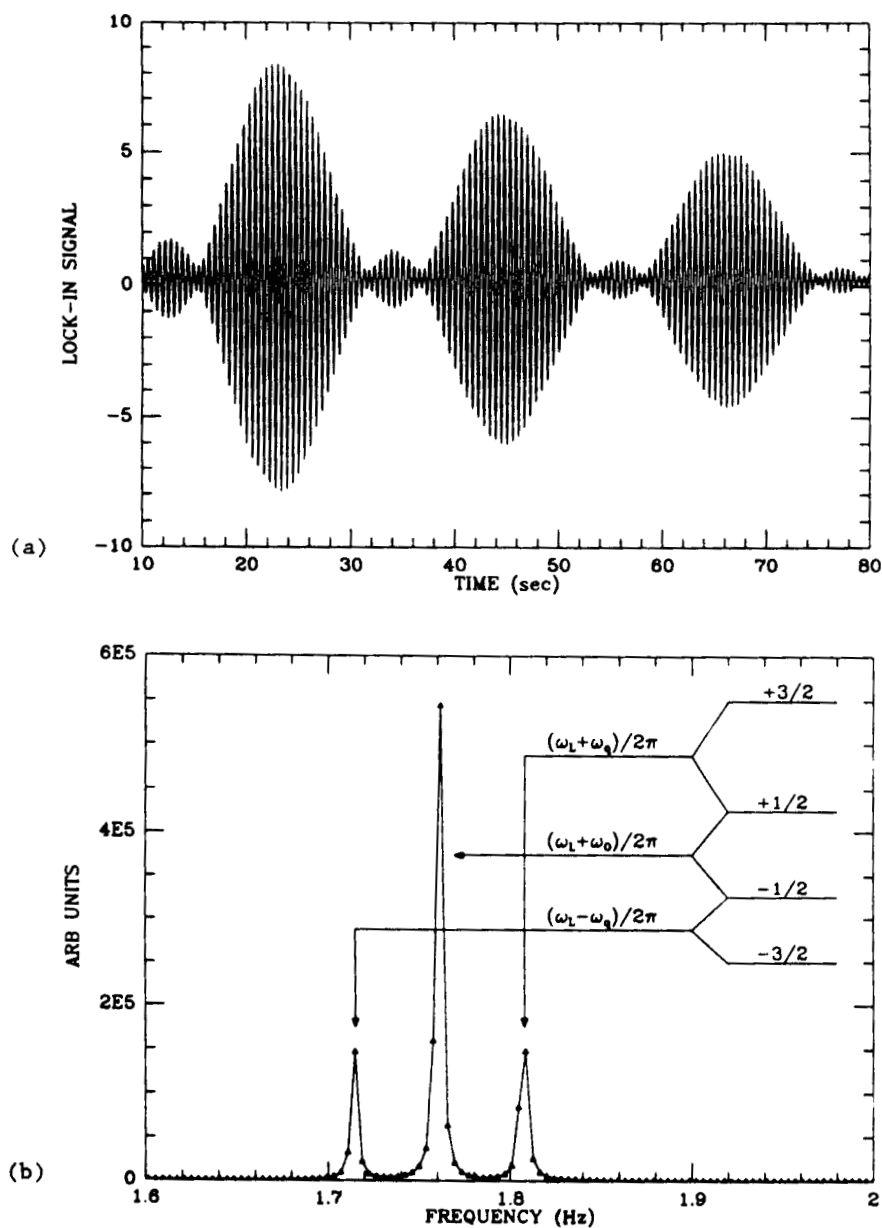 10
5
0
-5
-10
LOCK-IN SIGNAL
10 20 30 40 50 60 70 80
TIME (sec)
(a)
6E5
4E5
2E5
0
ARB UNITS
+3/2
(ω_L+ω_q)/2π
+1/2
(ω_L+ω_0)/2π
-1/2
(ω_L-ω_q)/2π
-3/2
1.6 1.7 1.8 1.9 2
FREQUENCY (Hz)
(b)